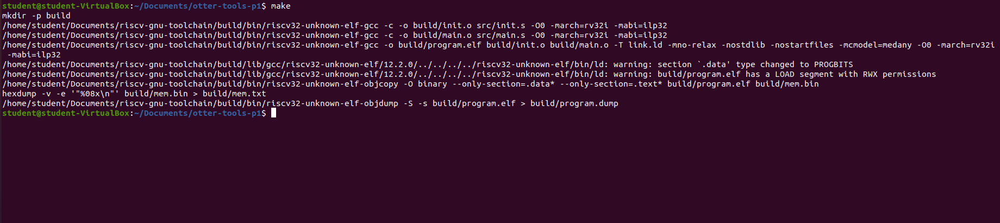 student@student-VirtualBox:~/Documents/otter-tools-p1$ make
mkdir -p build
/home/student/Documents/riscv-gnu-toolchain/build/bin/riscv32-unknown-elf-gcc -c -o build/init.o src/init.s -O0 -march=rv32i -mabi=ilp32
/home/student/Documents/riscv-gnu-toolchain/build/bin/riscv32-unknown-elf-gcc -c -o build/main.o src/main.s -O0 -march=rv32i -mabi=ilp32
/home/student/Documents/riscv-gnu-toolchain/build/bin/riscv32-unknown-elf-gcc -o build/program.elf build/init.o build/main.o -T link.ld -mno-relax -nostdlib -nostartfiles -mcmodel=medany -O0 -march=rv32i
 -mabi=ilp32
/home/student/Documents/riscv-gnu-toolchain/build/lib/gcc/riscv32-unknown-elf/12.2.0/../../../../riscv32-unknown-elf/bin/ld: warning: section `.data' type changed to PROGBITS
/home/student/Documents/riscv-gnu-toolchain/build/lib/gcc/riscv32-unknown-elf/12.2.0/../../../../riscv32-unknown-elf/bin/ld: warning: build/program.elf has a LOAD segment with RWX permissions
/home/student/Documents/riscv-gnu-toolchain/build/bin/riscv32-unknown-elf-objcopy -O binary --only-section=.data* --only-section=.text* build/program.elf build/mem.bin
hexdump -v -e '"%08x\n"' build/mem.bin > build/mem.txt
/home/student/Documents/riscv-gnu-toolchain/build/bin/riscv32-unknown-elf-objdump -S -s build/program.elf > build/program.dump
student@student-VirtualBox:~/Documents/otter-tools-p1$